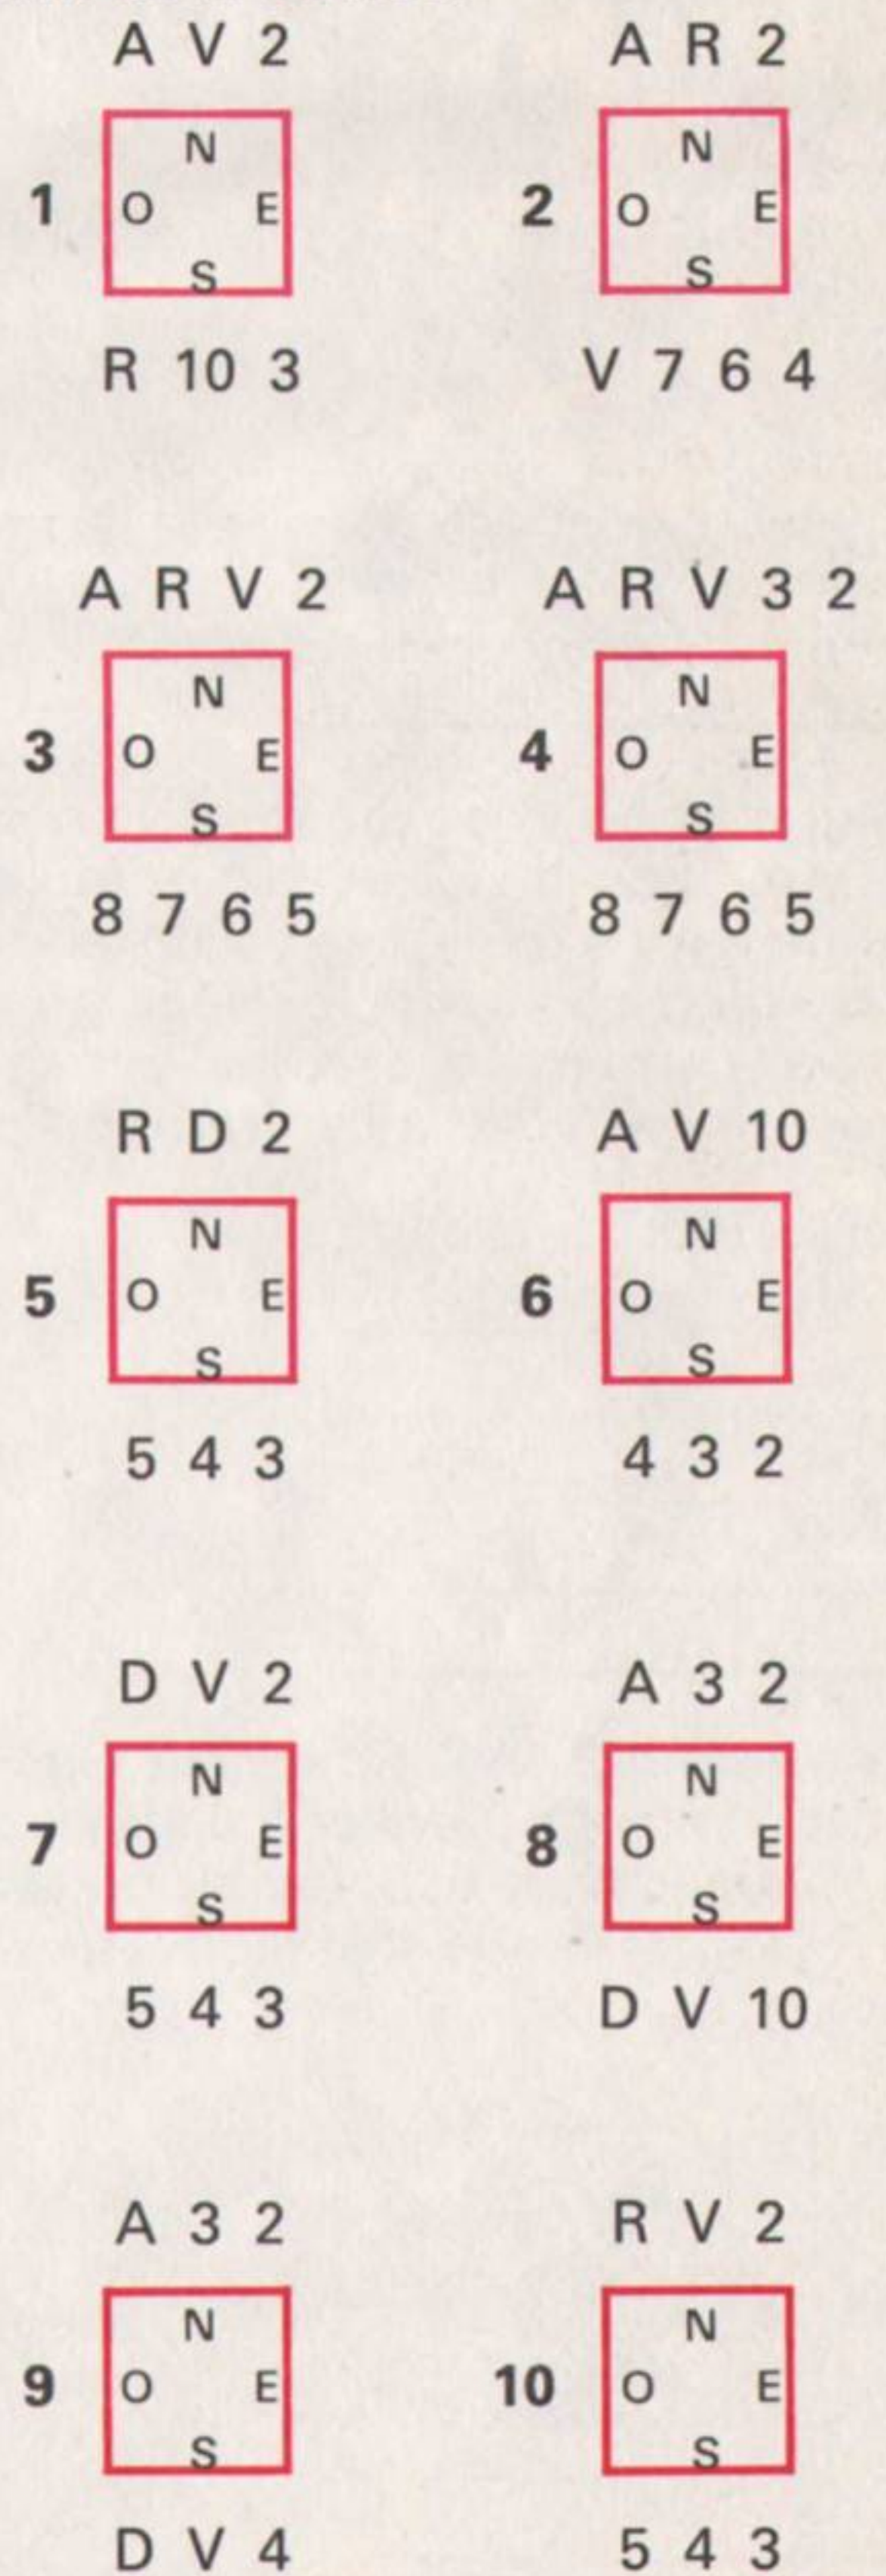 A V 2
A R 2
N
N
1 O E
2 O E
S
S
R 10 3
V 7 6 4
A R V 2
A R V 3 2
N
N
3 O E
4 O E
S
S
8 7 6 5
8 7 6 5
R D 2
A V 10
N
N
5 O E
6 O E
S
S
5 4 3
4 3 2
D V 2
A 3 2
N
N
7 O E
8 O E
S
S
5 4 3
D V 10
A 3 2
R V 2
N
N
9 O E
10 O E
S
S
D V 4
5 4 3